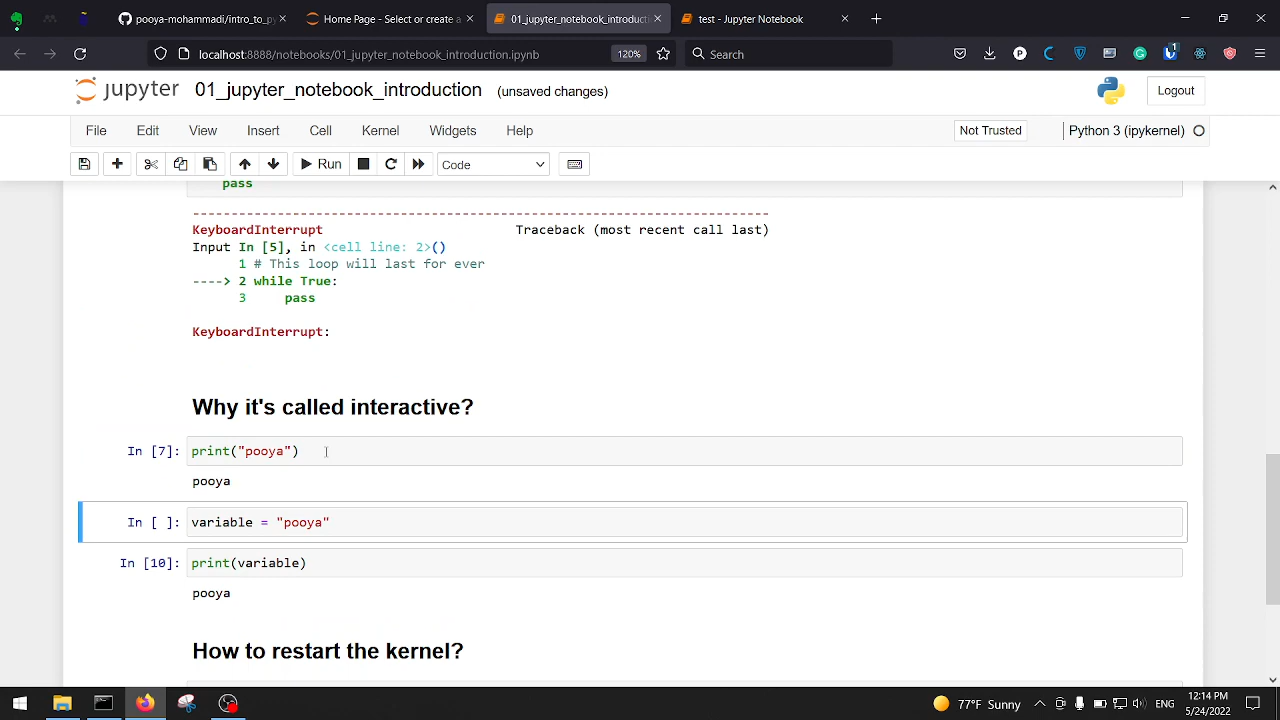 pooya-mohammadi/intro_to_py
Home Page - Select or create a
01_jupyter_notebook_introducti
test - Jupyter Notebook
localhost:8888/notebooks/01_jupyter_notebook_introduction.ipynb
120%
Search
jupyter
01_jupyter_notebook_introduction
(unsaved changes)
Logout
File
Edit
View
Insert
Cell
Kernel
Widgets
Help
Not Trusted
Python 3 (ipykernel)
Run
Code
pass
---------------------------------------------------------------------------
KeyboardInterrupt                         Traceback (most recent call last)
Input In [5], in <cell line: 2>()
1 # This loop will last for ever
----> 2 while True:
3     pass
KeyboardInterrupt:
Why it's called interactive?
In [7]: print("pooya")
pooya
In [ ]: variable = "pooya"
In [10]: print(variable)
pooya
How to restart the kernel?
77°F Sunny
ENG
12:14 PM
5/24/2022